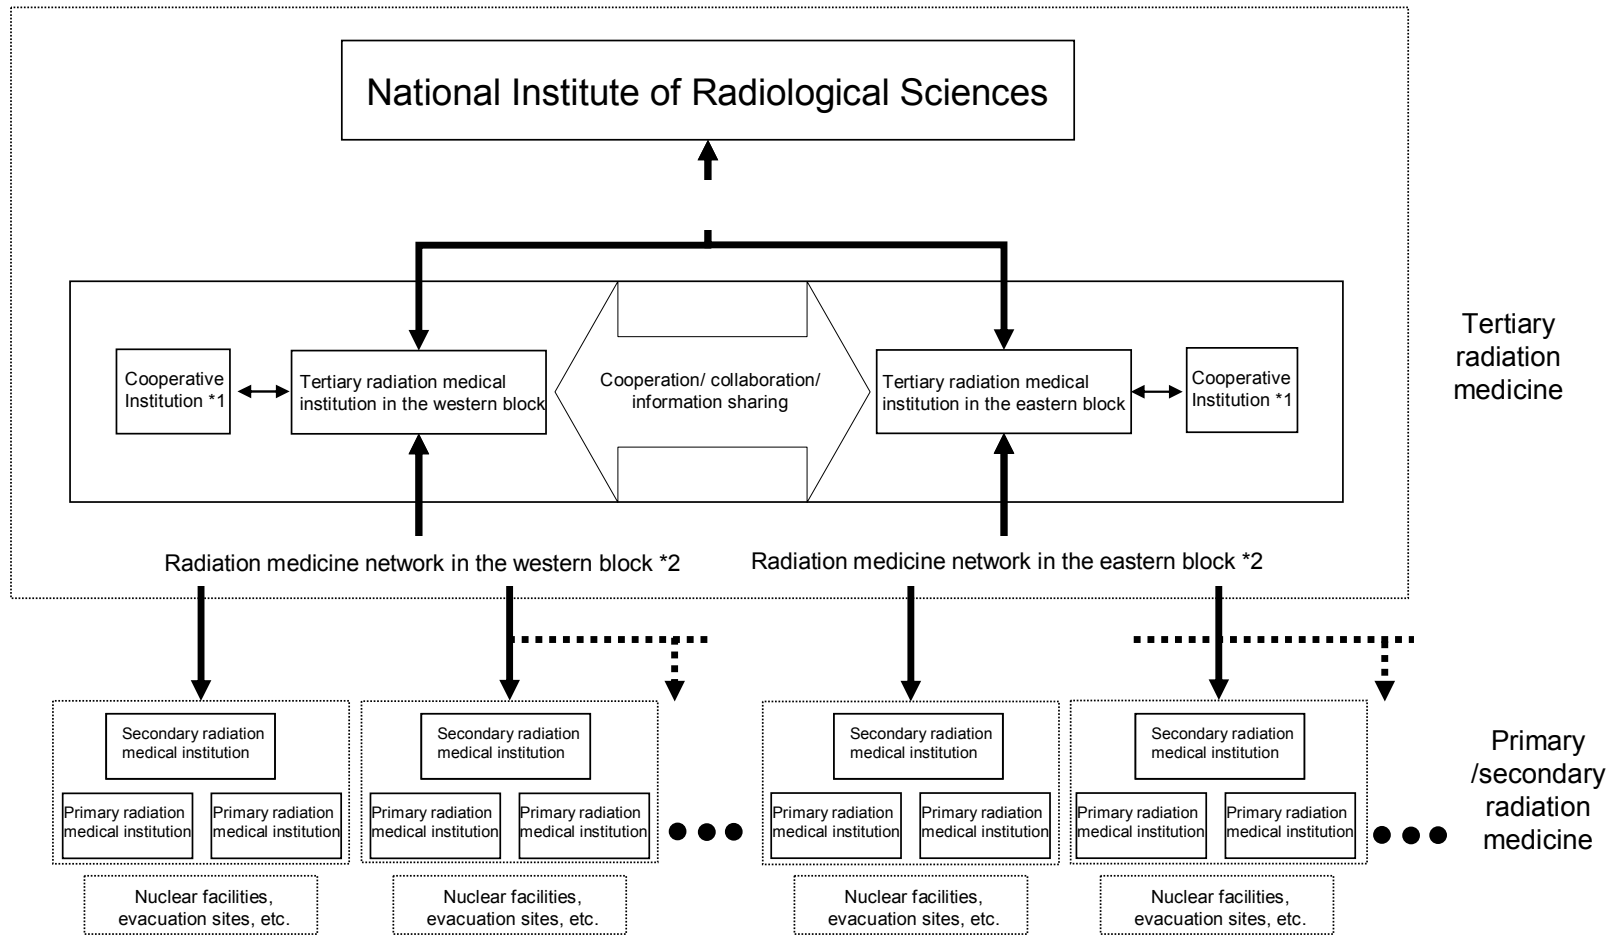 National Institute of Radiological Sciences
Tertiary
radiation
medicine
Cooperative
Institution *1
Tertiary radiation medical
institution in the western block
Cooperation/ collaboration/
information sharing
Tertiary radiation medical
institution in the eastern block
Cooperative
Institution *1
Radiation medicine network in the western block *2
Radiation medicine network in the eastern block *2
Secondary radiation
medical institution
Primary radiation
medical institution
Primary radiation
medical institution
Nuclear facilities,
evacuation sites, etc.
Secondary radiation
medical institution
Primary radiation
medical institution
Primary radiation
medical institution
Nuclear facilities,
evacuation sites, etc.
Secondary radiation
medical institution
Primary radiation
medical institution
Primary radiation
medical institution
Nuclear facilities,
evacuation sites, etc.
Secondary radiation
medical institution
Primary radiation
medical institution
Primary radiation
medical institution
Nuclear facilities,
evacuation sites, etc.
Primary
/secondary
radiation
medicine